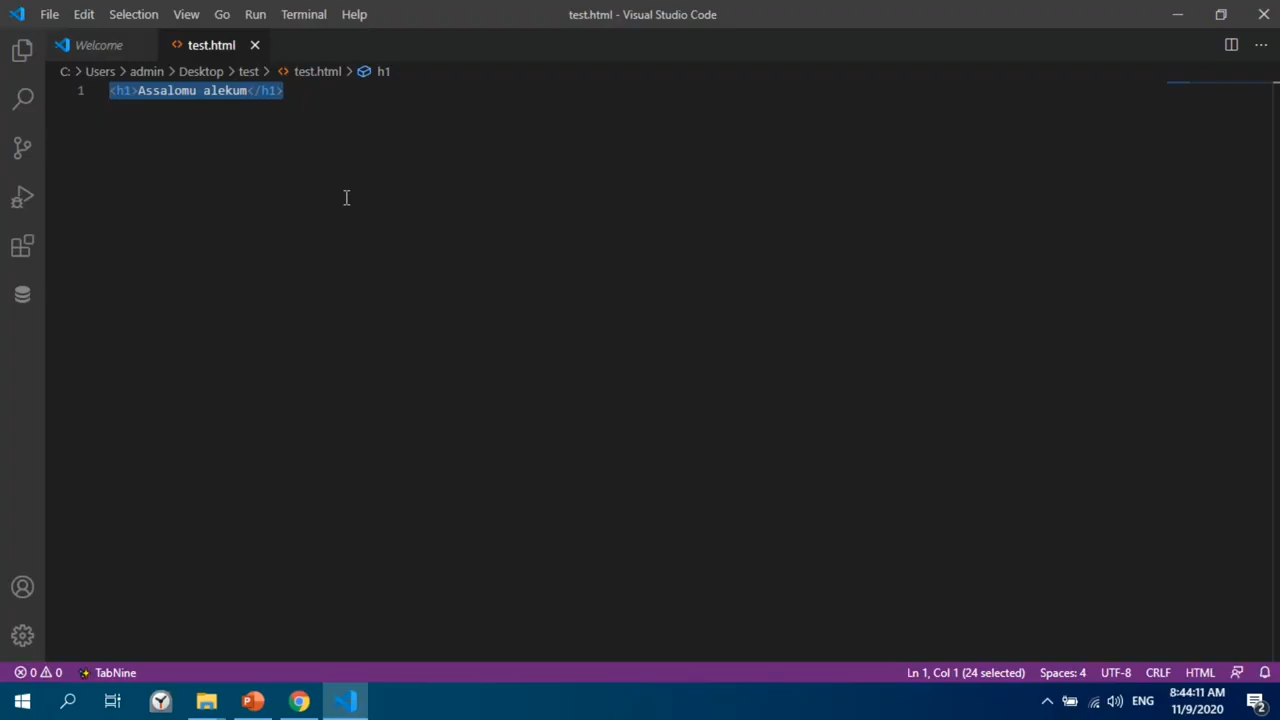 File Edit Selection View Go Run Terminal Help
test.html - Visual Studio Code
Welcome
test.html
C: > Users > admin > Desktop > test > test.html > h1
1 <h1>Assalomu alekum</h1>
0 0 TabNine
Ln 1, Col 1 (24 selected) Spaces: 4 UTF-8 CRLF HTML
ENG
8:44:11 AM
11/9/2020
2